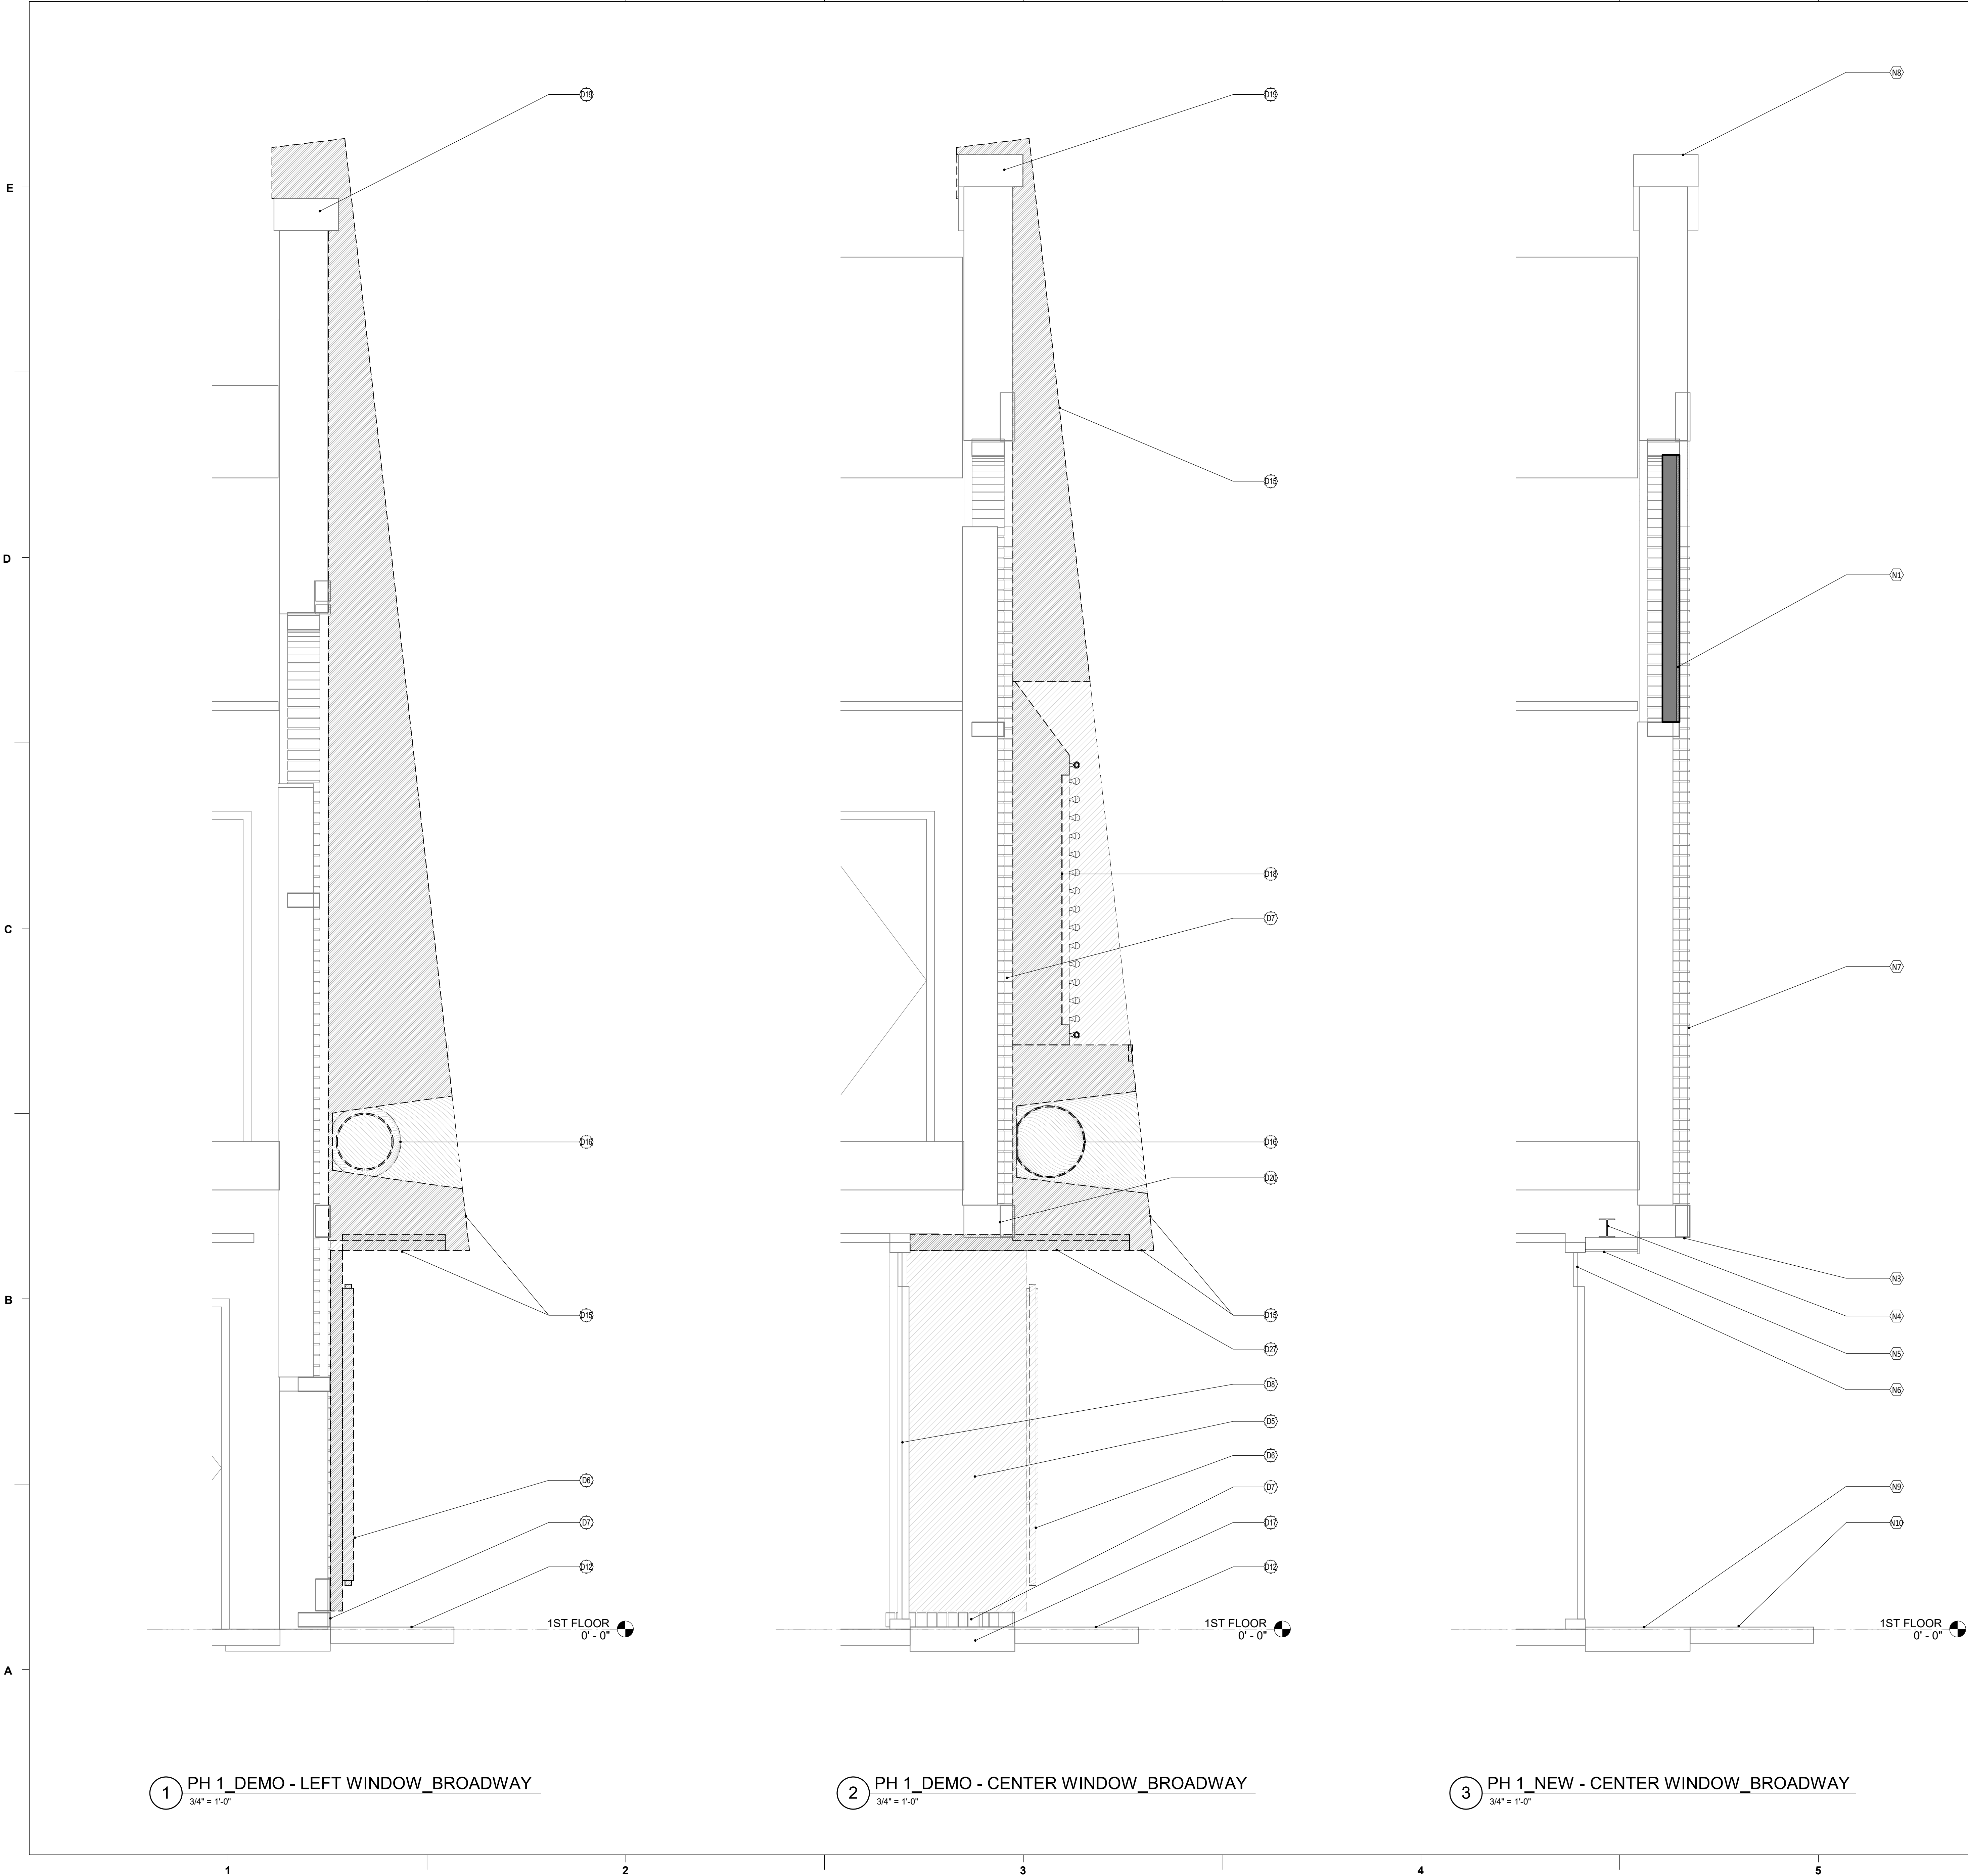 N8
D19
D19
E
D15
D
N1
D18
D7
C
N7
D16
D16
D20
N3
B
D15
D15
N4
D27
N5
D8
N6
D5
D6
D6
D7
N9
D7
D17
N10
D12
D12
1ST FLOOR
0' - 0"
1ST FLOOR
0' - 0"
1ST FLOOR
0' - 0"
A
1
PH 1_DEMO - LEFT WINDOW_BROADWAY
3/4" = 1'-0"
2
PH 1_DEMO - CENTER WINDOW_BROADWAY
3/4" = 1'-0"
3
PH 1_NEW - CENTER WINDOW_BROADWAY
3/4" = 1'-0"
1
2
3
4
5